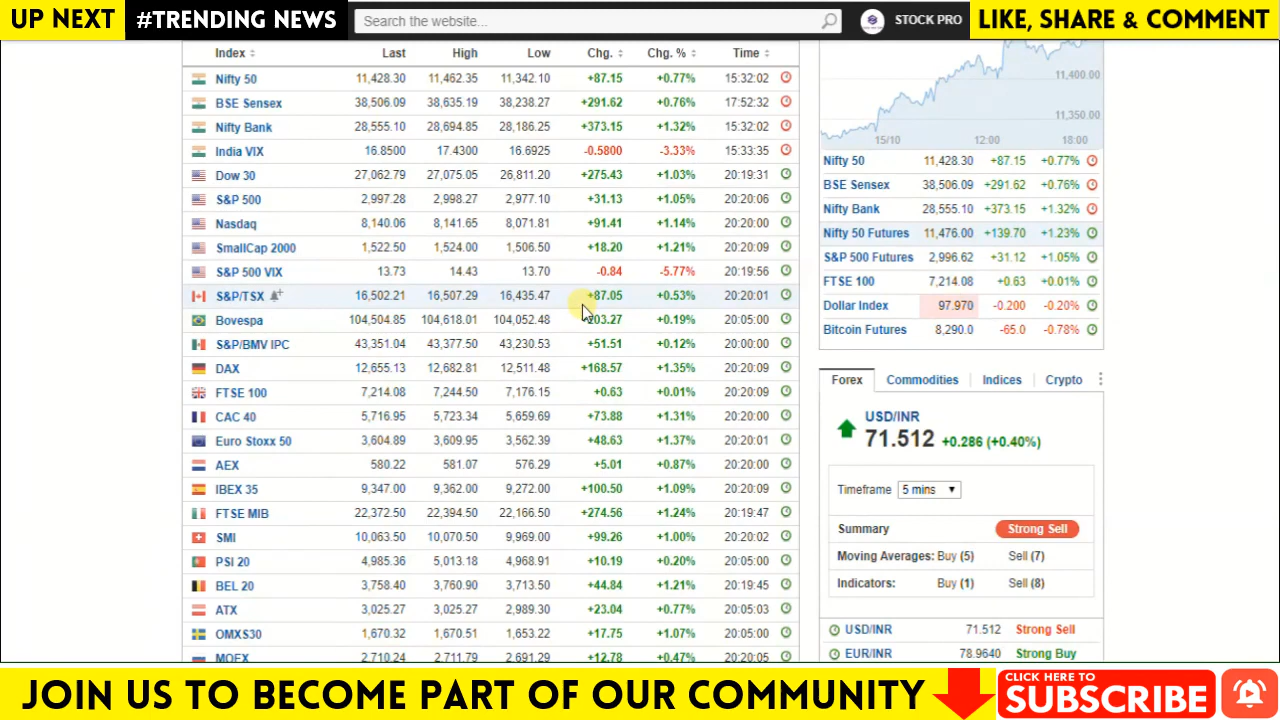 UP NEXT #TRENDING NEWS Search the website... STOCK PRO LIKE, SHARE & COMMENT
Index Last High Low Chg. Chg. % Time
Nifty 50 11,428.30 11,462.35 11,342.10 +87.15 +0.77% 15:32:02
BSE Sensex 38,506.09 38,635.19 38,238.27 +291.62 +0.76% 17:52:32
Nifty Bank 28,555.10 28,694.85 28,186.25 +373.15 +1.32% 15:32:02
India VIX 16.8500 17.4300 16.6925 -0.5800 -3.33% 15:33:35
Dow 30 27,062.79 27,075.05 26,811.20 +275.43 +1.03% 20:19:31
S&P 500 2,997.28 2,998.27 2,977.10 +31.13 +1.05% 20:20:06
Nasdaq 8,140.06 8,141.65 8,071.81 +91.41 +1.14% 20:20:00
SmallCap 2000 1,522.50 1,524.00 1,506.50 +18.20 +1.21% 20:20:09
S&P 500 VIX 13.73 14.43 13.70 -0.84 -5.77% 20:19:56
S&P/TSX 16,502.21 16,507.29 16,435.47 +87.05 +0.53% 20:20:01
Bovespa 104,504.85 104,618.01 104,052.48 +203.27 +0.19% 20:05:00
S&P/BMV IPC 43,351.04 43,377.50 43,230.53 +51.51 +0.12% 20:00:00
DAX 12,655.13 12,682.81 12,511.48 +168.57 +1.35% 20:20:09
FTSE 100 7,214.08 7,244.50 7,176.15 +0.63 +0.01% 20:20:09
CAC 40 5,716.95 5,723.34 5,659.69 +73.88 +1.31% 20:20:00
Euro Stoxx 50 3,604.89 3,609.95 3,562.39 +48.63 +1.37% 20:20:01
AEX 580.22 581.07 576.29 +5.01 +0.87% 20:20:00
IBEX 35 9,347.00 9,362.00 9,272.00 +100.50 +1.09% 20:20:09
FTSE MIB 22,372.50 22,394.50 22,166.50 +274.56 +1.24% 20:19:47
SMI 10,063.50 10,070.50 9,969.00 +99.26 +1.00% 20:20:02
PSI 20 4,985.36 5,013.18 4,968.91 +10.19 +0.20% 20:05:00
BEL 20 3,758.40 3,760.90 3,713.50 +44.84 +1.21% 20:19:45
ATX 3,025.27 3,025.27 2,989.30 +23.04 +0.77% 20:05:03
OMXS30 1,670.32 1,670.51 1,653.22 +17.75 +1.07% 20:05:00
MOEX 2,710.24 2,711.79 2,691.29 +12.78 +0.47% 20:20:05
11,400.00
11,350.00
15/10 12:00 18:00
Nifty 50 11,428.30 +87.15 +0.77%
BSE Sensex 38,506.09 +291.62 +0.76%
Nifty Bank 28,555.10 +373.15 +1.32%
Nifty 50 Futures 11,476.00 +139.70 +1.23%
S&P 500 Futures 2,996.62 +31.12 +1.05%
FTSE 100 7,214.08 +0.63 +0.01%
Dollar Index 97.970 -0.200 -0.20%
Bitcoin Futures 8,290.0 -65.0 -0.78%
Forex Commodities Indices Crypto
USD/INR
71.512 +0.286 (+0.40%)
Timeframe 5 mins
Summary Strong Sell
Moving Averages: Buy (5) Sell (7)
Indicators: Buy (1) Sell (8)
USD/INR 71.512 Strong Sell
EUR/INR 78.9640 Strong Buy
JOIN US TO BECOME PART OF OUR COMMUNITY
CLICK HERE TO
SUBSCRIBE